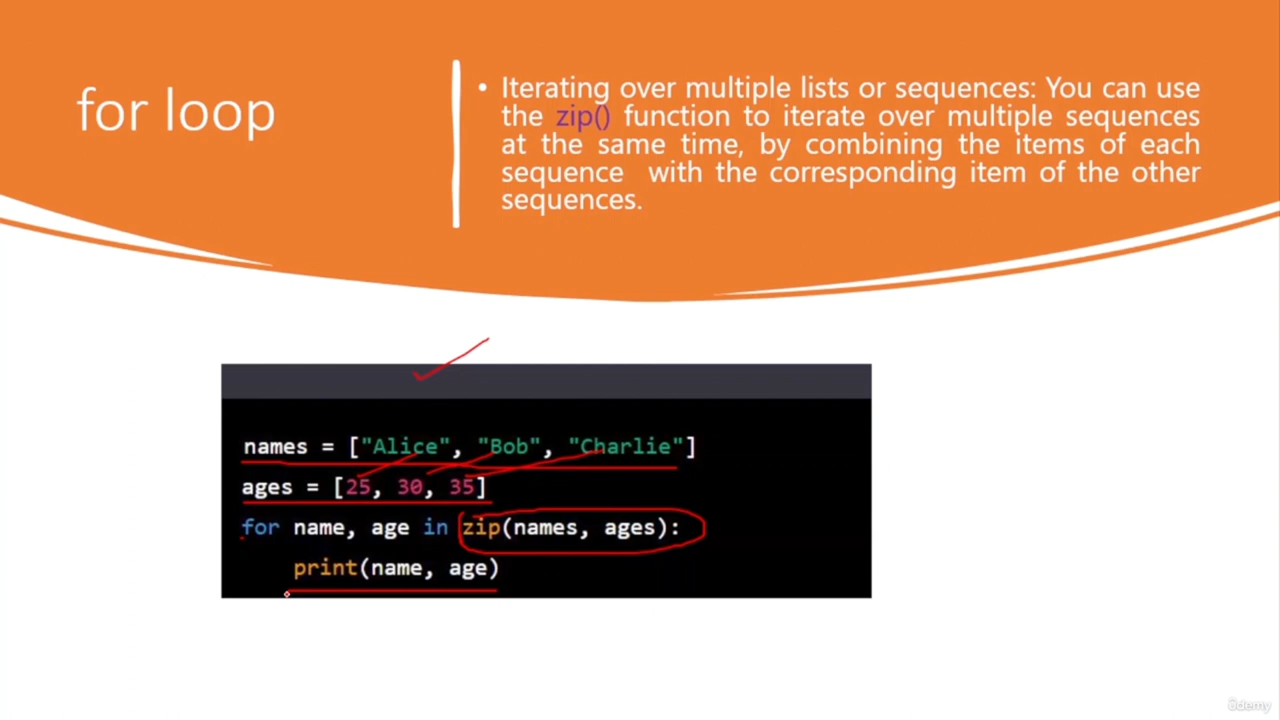 for loop
• Iterating over multiple lists or sequences: You can use
the zip() function to iterate over multiple sequences
at the same time, by combining the items of each
sequence with the corresponding item of the other
sequences.
names = ["Alice", "Bob", "Charlie"]
ages = [25, 30, 35]
for name, age in zip(names, ages):
    print(name, age)
ûdemy